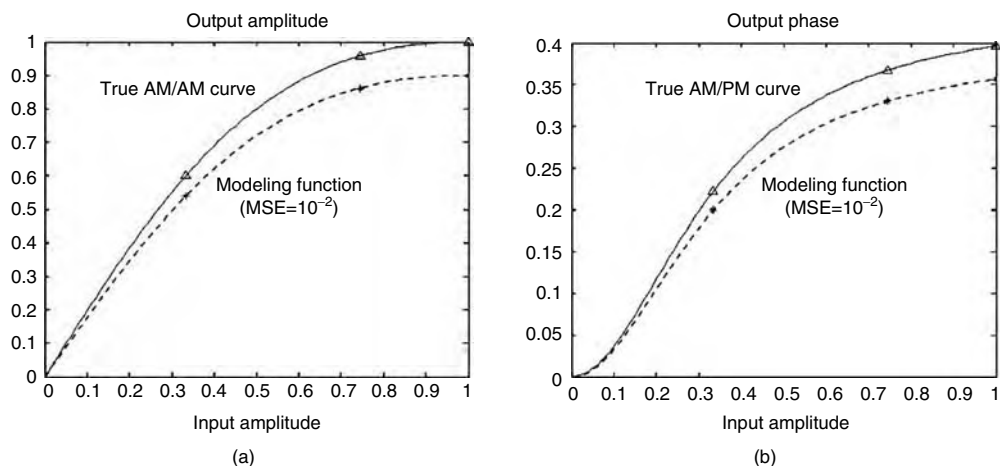 Output amplitude
1
0.9
0.8
0.7
0.6
0.5
0.4
0.3
0.2
0.1
0
True AM/AM curve
Modeling function
(MSE=10⁻²)
0 0.1 0.2 0.3 0.4 0.5 0.6 0.7 0.8 0.9 1
Input amplitude
(a)
Output phase
0.4
0.35
0.3
0.25
0.2
0.15
0.1
0.05
0
True AM/PM curve
Modeling function
(MSE=10⁻²)
0 0.1 0.2 0.3 0.4 0.5 0.6 0.7 0.8 0.9 1
Input amplitude
(b)